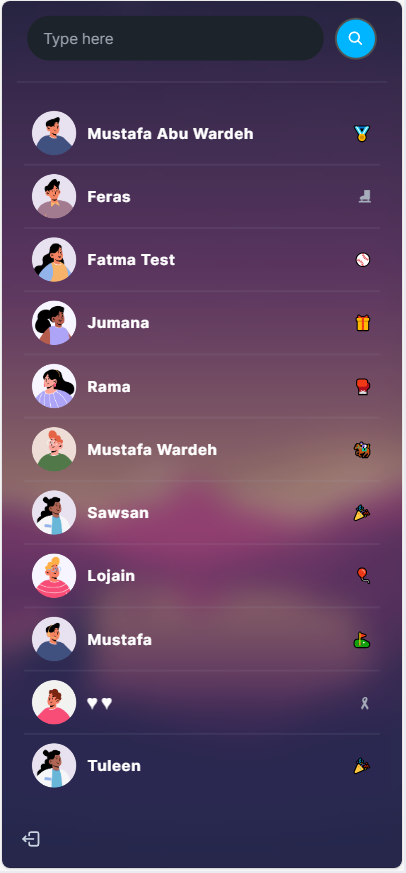 Type here
Mustafa Abu Wardeh 🏅
Feras ⛸
Fatma Test ⚾
Jumana 🎁
Rama 🥊
Mustafa Wardeh
Sawsan 🎉
Lojain 🎈
Mustafa ⛳
♥♥ 🎗
Tuleen 🎉